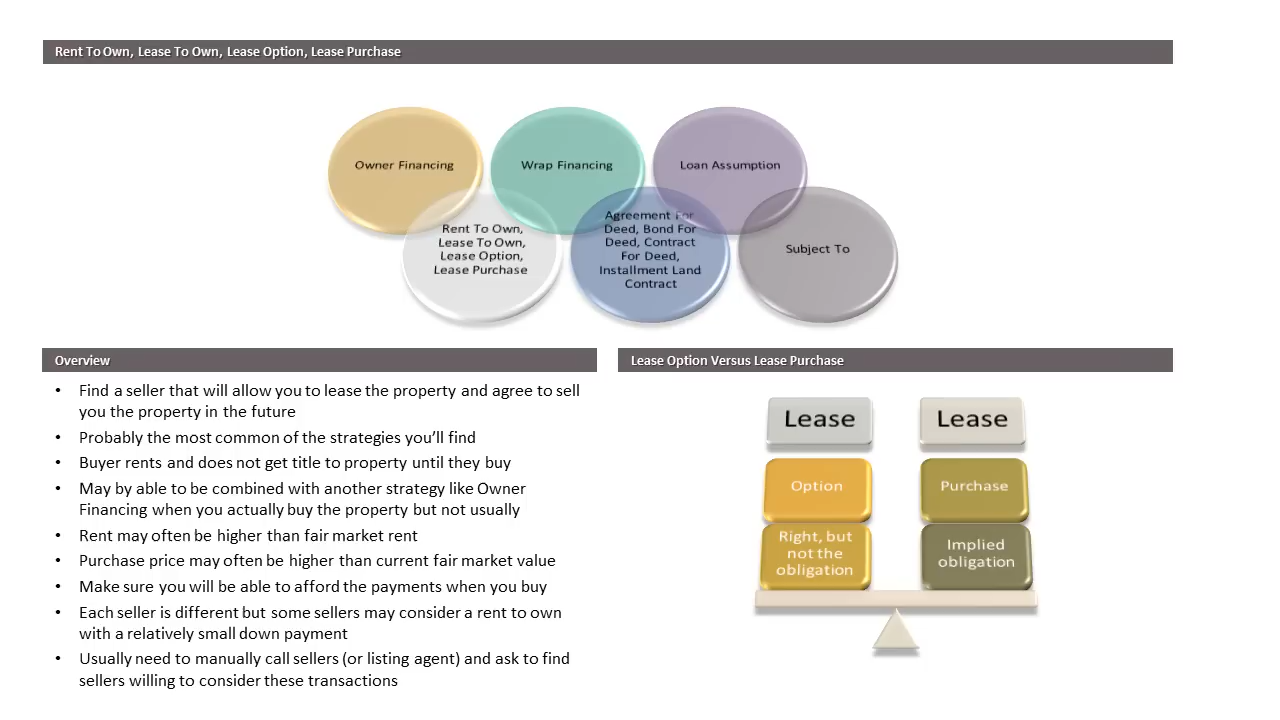 Rent To Own, Lease To Own, Lease Option, Lease Purchase
Owner Financing
Wrap Financing
Loan Assumption
Rent To Own,
Lease To Own,
Lease Option,
Lease Purchase
Agreement For
Deed, Bond For
Deed, Contract
For Deed,
Installment Land
Contract
Subject To
Overview
• Find a seller that will allow you to lease the property and agree to sell
you the property in the future
• Probably the most common of the strategies you'll find
• Buyer rents and does not get title to property until they buy
• May by able to be combined with another strategy like Owner
Financing when you actually buy the property but not usually
• Rent may often be higher than fair market rent
• Purchase price may often be higher than current fair market value
• Make sure you will be able to afford the payments when you buy
• Each seller is different but some sellers may consider a rent to own
with a relatively small down payment
• Usually need to manually call sellers (or listing agent) and ask to find
sellers willing to consider these transactions
Lease Option Versus Lease Purchase
Lease
Option
Right, but
not the
obligation
Lease
Purchase
Implied
obligation